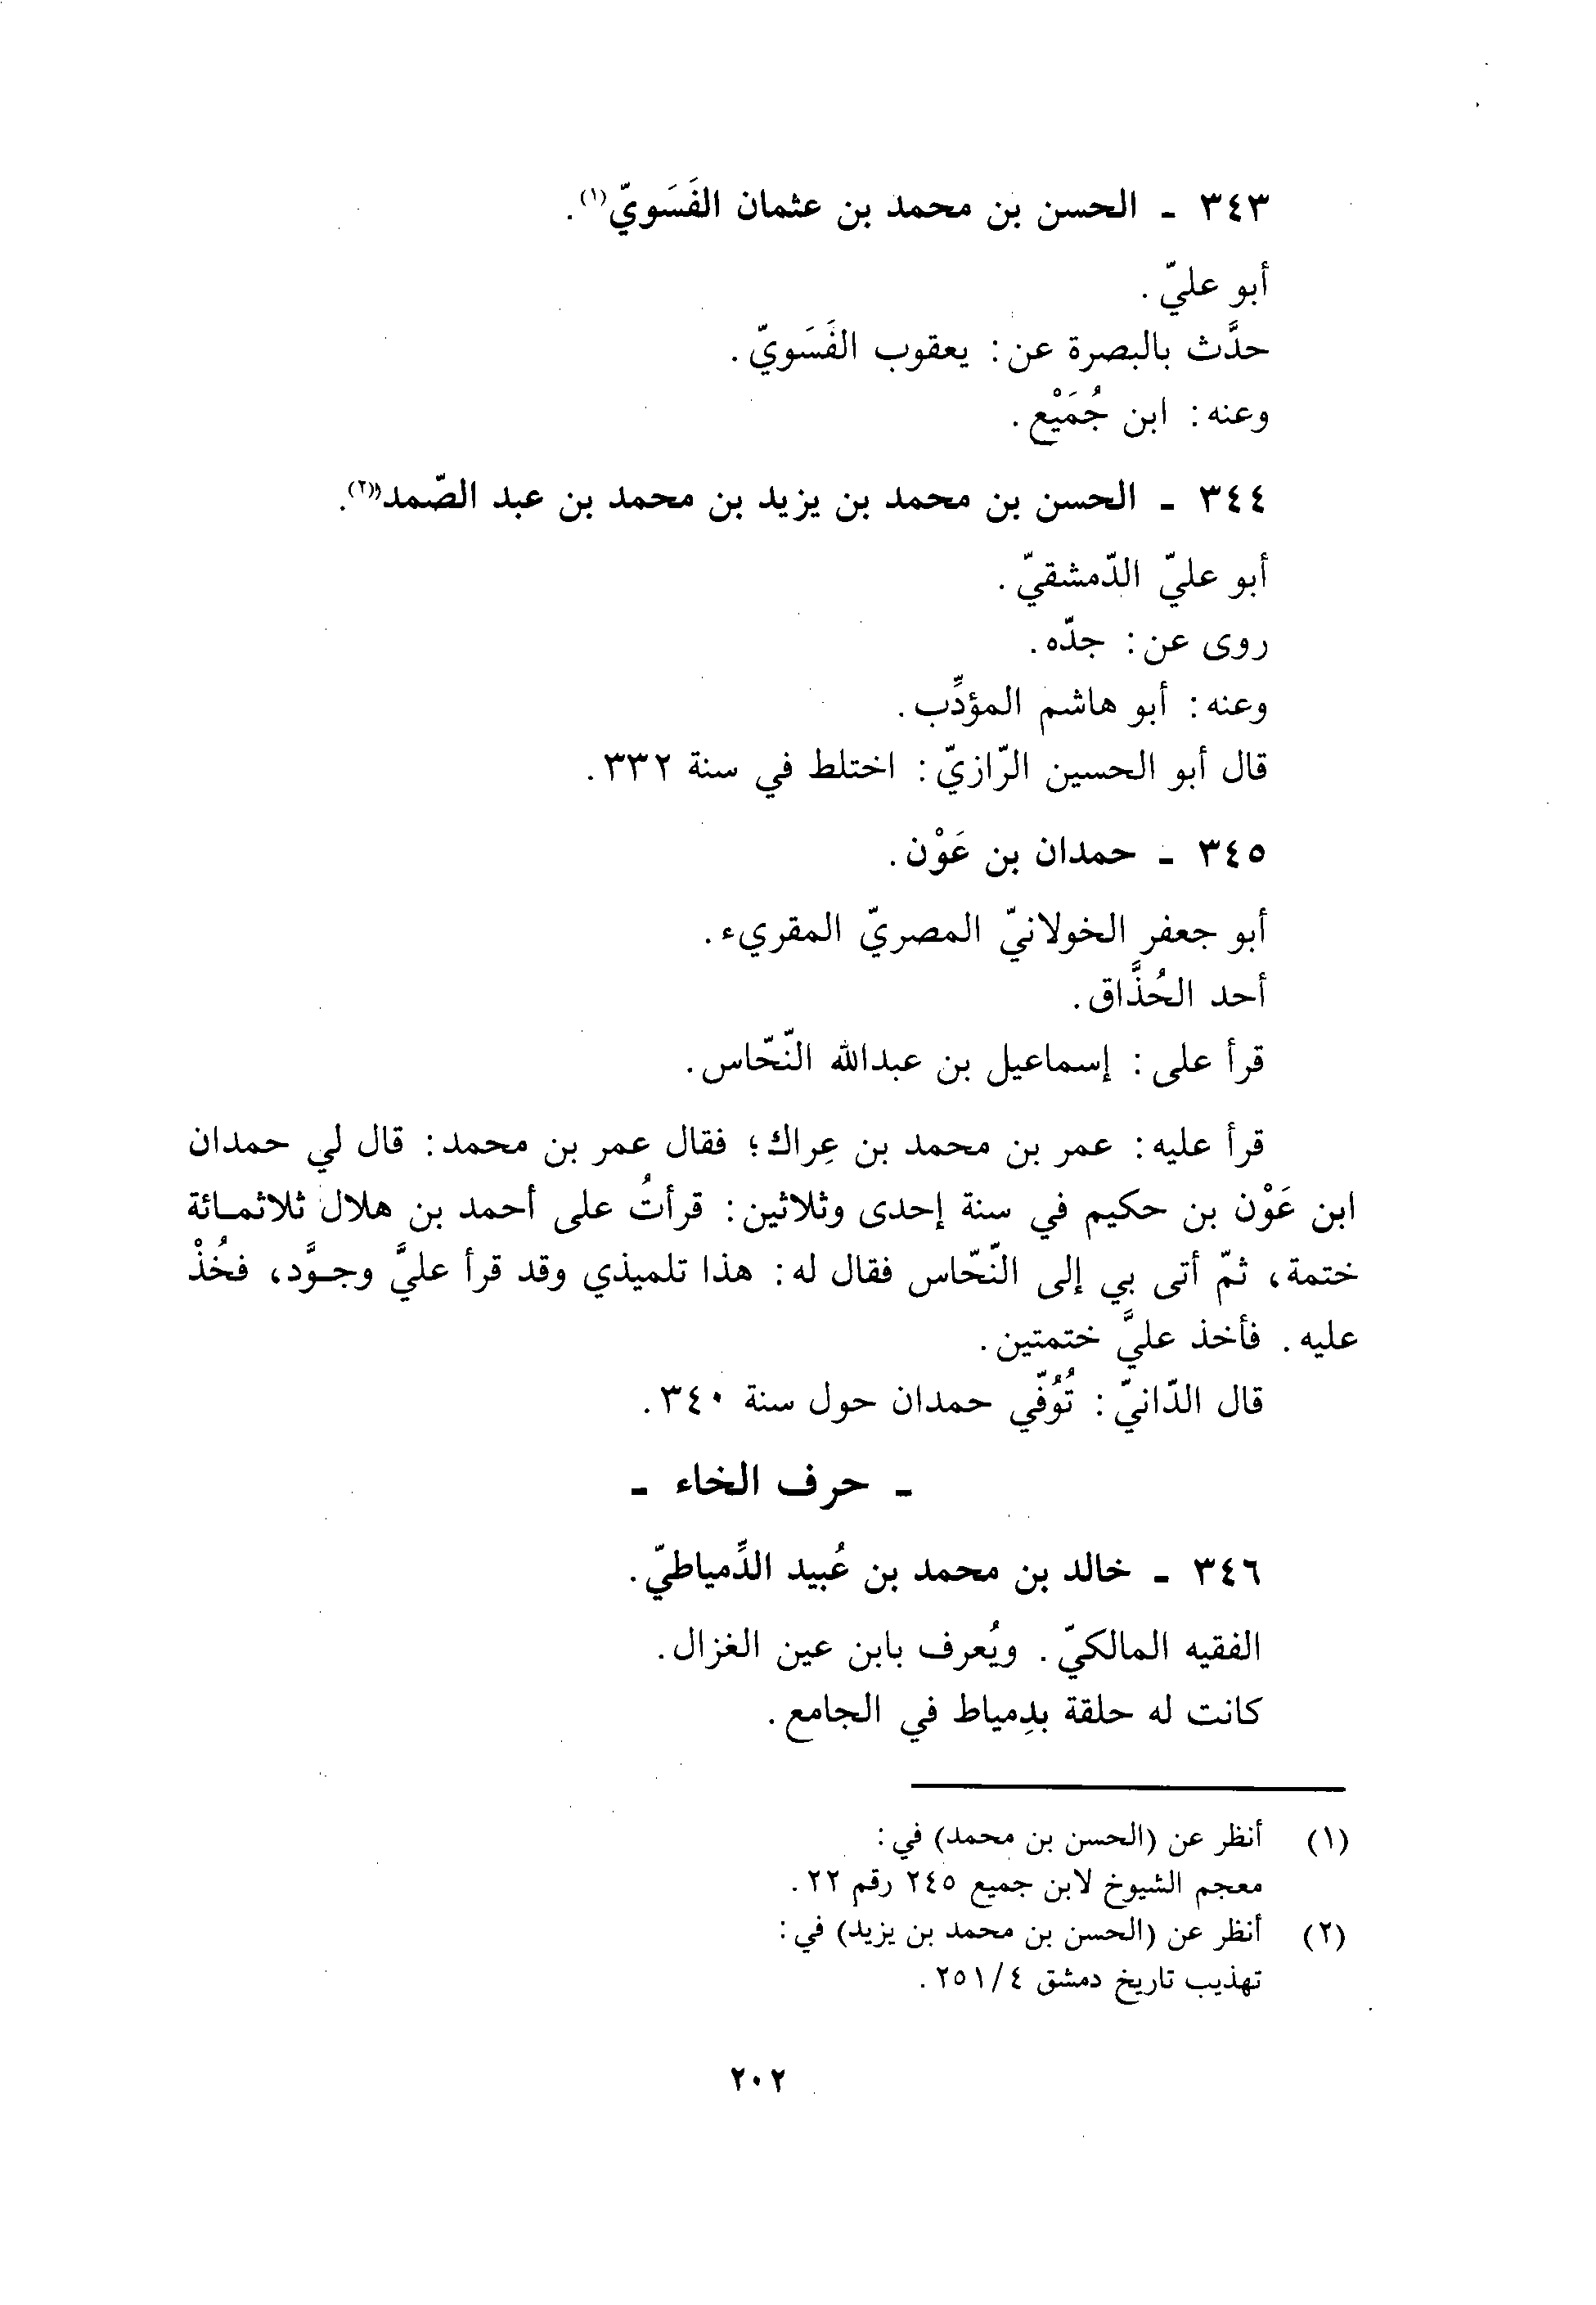 ٣٤٣ - الحسن بن محمد بن عثمان الفَسَويّ(١).
أبو عليّ.
حدَّث بالبصرة عن: يعقوب الفَسَويّ.
وعنه: ابن جُمَيْع.
٣٤٤ - الحسن بن محمد بن يزيد بن محمد بن عبد الصّمد(٢).
أبو عليّ الدّمشقيّ.
روى عن: جدّه.
وعنه: أبو هاشم المؤدِّب.
قال أبو الحسين الرّازيّ: اختلط في سنة ٣٣٢.
٣٤٥ - حمدان بن عَوْن.
أبو جعفر الخولانيّ المصريّ المقريء.
أحد الحُذَّاق.
قرأ على: إسماعيل بن عبدالله النّحّاس.
قرأ عليه: عمر بن محمد بن عِراك؛ فقال عمر بن محمد: قال لي حمدان
ابن عَوْن بن حكيم في سنة إحدى وثلاثين: قرأتُ على أحمد بن هلال ثلاثمـائة
ختمة، ثمّ أتى بي إلى النّحّاس فقال له: هذا تلميذي وقد قرأ عليَّ وجـوَّد، فخُذْ
عليه. فأخذ عليَّ ختمتين.
قال الدّانيّ: تُوُفّي حمدان حول سنة ٣٤٠.
- حرف الخاء -
٣٤٦ - خالد بن محمد بن عُبيد الدِّمياطيّ.
الفقيه المالكيّ. ويُعرف بابن عين الغزال.
كانت له حلقة بدِمياط في الجامع.
(١) أنظر عن (الحسن بن محمد) في:
معجم الشيوخ لابن جميع ٢٤٥ رقم ٢٢.
(٢) أنظر عن (الحسن بن محمد بن يزيد) في:
تهذيب تاريخ دمشق ٢٥١/٤.
٢٠٢